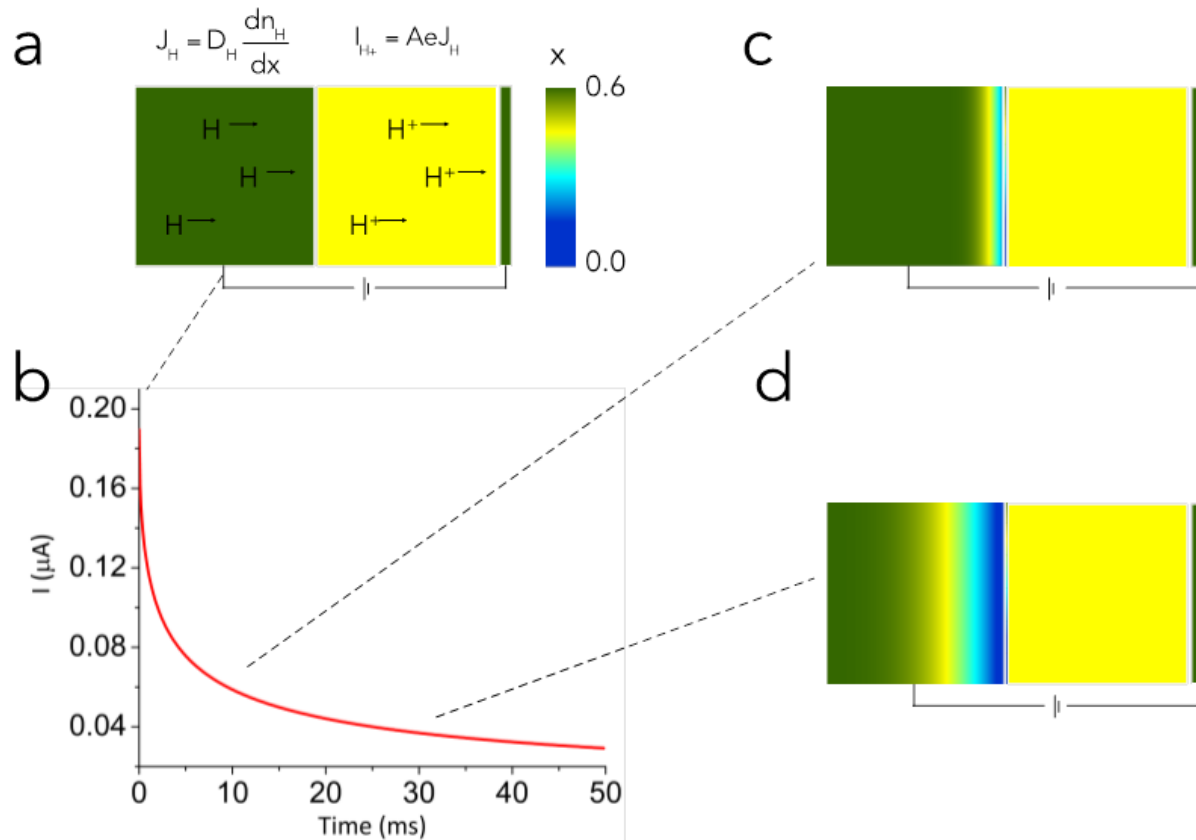 a
J_H = D_H dn_H/dx    I_H+ = AeJ_H
x
0.6
0.0
H
H
H
H⁺
H⁺
H⁺
c
b
0.20
0.16
0.12
0.08
0.04
I (μA)
0 10 20 30 40 50
Time (ms)
d